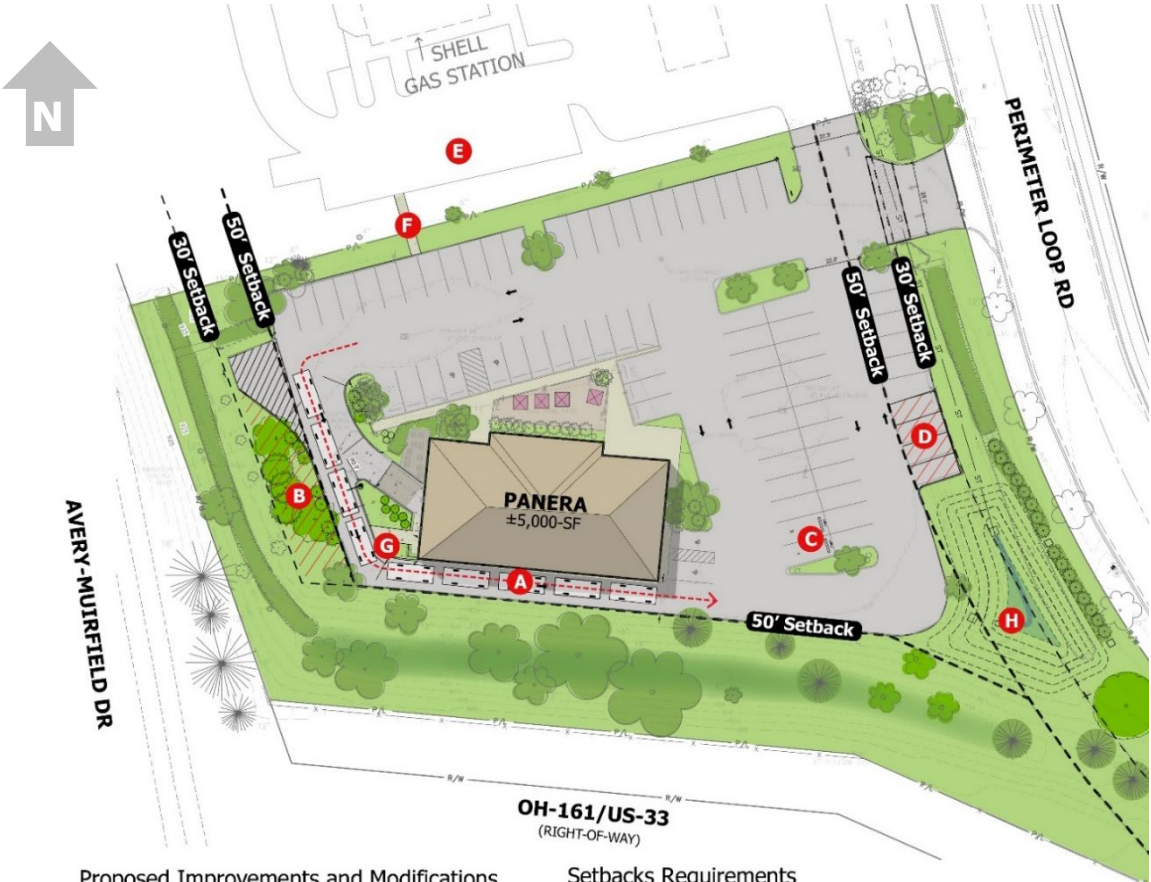 SHELL
GAS STATION
N
E
PERIMETER LOOP RD
F
30' Setback
50' Setback
50' Setback
30' Setback
D
B
PANERA
±5,000-SF
C
G
A
AVERY-MUIRFIELD DR
50' Setback
H
P/L
P/L
P/L
P/L
P/L
R/W
R/W
OH-161/US-33
(RIGHT-OF-WAY)
Proposed Improvements and Modifications
Setbacks Requirements